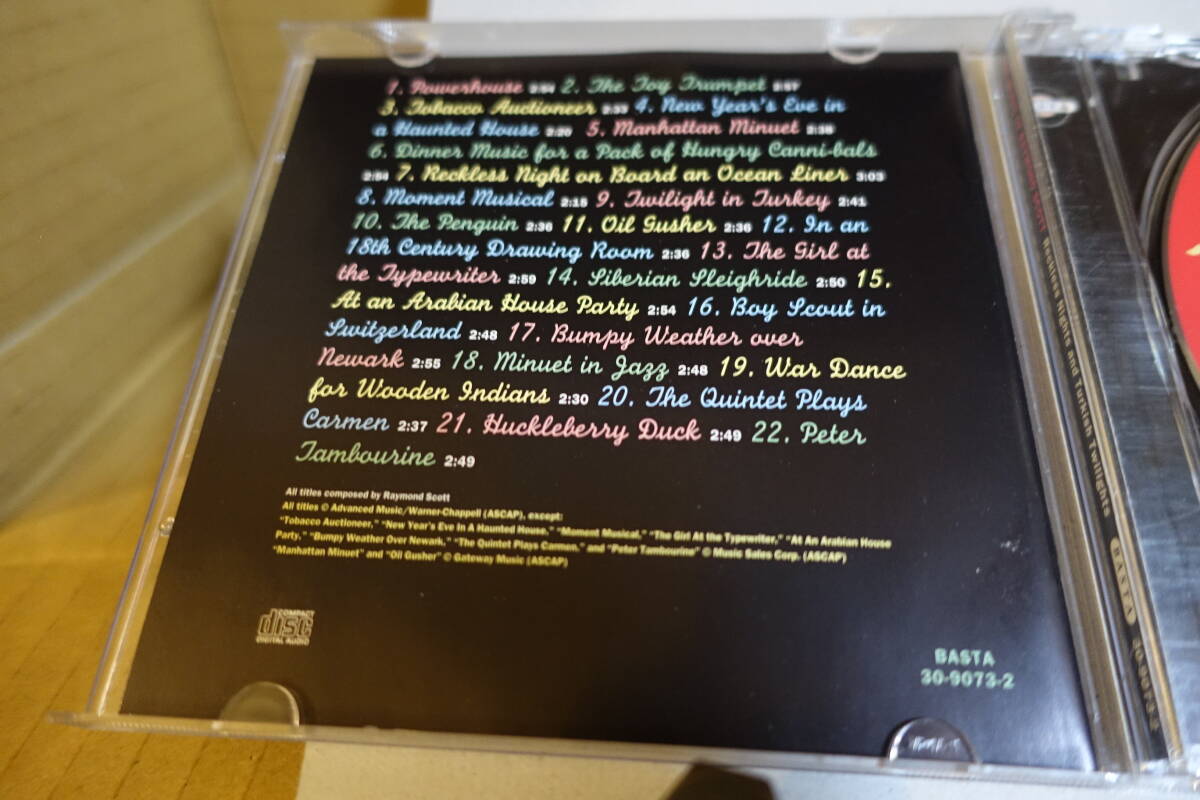 1. Powerhouse 2:54 2. The Toy Trumpet 2:57
3. Tobacco Auctioneer 2:33 4. New Year's Eve in
a Haunted House 2:20 5. Manhattan Minuet 2:38
6. Dinner Music for a Pack of Hungry Canni-bals
2:54 7. Reckless Night on Board an Ocean Liner 3:03
8. Moment Musical 2:15 9. Twilight in Turkey 2:41
10. The Penguin 2:36 11. Oil Gusher 2:36 12. In an
18th Century Drawing Room 2:36 13. The Girl at
the Typewriter 2:59 14. Siberian Sleighride 2:50 15.
At an Arabian House Party 2:54 16. Boy Scout in
Switzerland 2:48 17. Bumpy Weather over
Newark 2:55 18. Minuet in Jazz 2:48 19. War Dance
for Wooden Indians 2:30 20. The Quintet Plays
Carmen 2:37 21. Huckleberry Duck 2:49 22. Peter
Tambourine 2:49
All titles composed by Raymond Scott
All titles © Advanced Music/Warner-Chappell (ASCAP), except:
"Tobacco Auctioneer," "New Year's Eve In A Haunted House," "Moment Musical," "The Girl At the Typewriter," "At An Arabian House
Party," "Bumpy Weather Over Newark," "The Quintet Plays Carmen," and "Peter Tambourine" © Music Sales Corp. (ASCAP)
"Manhattan Minuet" and "Oil Gusher" © Gateway Music (ASCAP)
COMPACT
disc
DIGITAL AUDIO
BASTA
30-9073-2
Restless Nights and Turkish Twilights
BASTA
30-9073-2